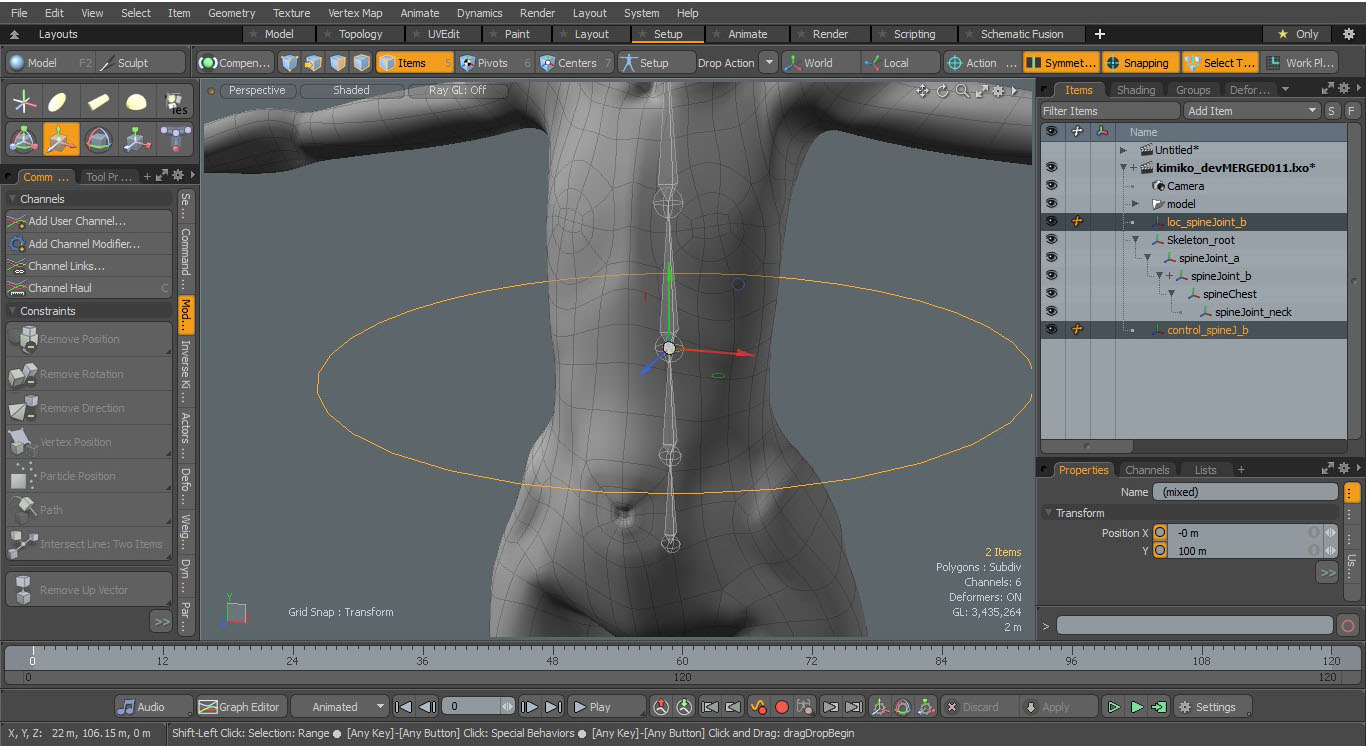 File Edit View Select Item Geometry Texture Vertex Map Animate Dynamics Render Layout System Help
Layouts Model Topology UVEdit Paint Layout Setup Animate Render Scripting Schematic Fusion + Only
Model F2 Sculpt Compen... Items 5 Pivots 6 Centers 7 Setup Drop Action World Local Action ... Symmet... Snapping Select T... Work Pl...
Perspective Shaded Ray GL: Off
Items Shading Groups Defor...
Filter Items Add Item S F
Name
Untitled*
kimiko_devMERGED011.lxo*
Camera
model
loc_spineJoint_b
Skeleton_root
spineJoint_a
spineJoint_b
spineChest
spineJoint_neck
control_spineJ_b
ies
Comm ... Tool Pr ... +
Channels
Add User Channel...
Add Channel Modifier...
Channel Links...
Channel Haul C
Constraints
Remove Position
Remove Rotation
Remove Direction
Vertex Position
Particle Position
Path
Intersect Line: Two Items
Remove Up Vector
>>
Se ...
Command ...
Mod...
Inverse Ki ...
Actors ...
Defo ...
Weig...
Dyn ...
Par ...
Y
Grid Snap : Transform
2 Items
Polygons : Subdiv
Channels: 6
Deformers: ON
GL: 3,435,264
2 m
Properties Channels Lists +
Name (mixed)
Transform
Position X -0 m
Y 100 m
>>
Us...
>
0 12 24 36 48 60 72 84 96 108 120
0 120 120
Audio Graph Editor Animated 0 Play Discard Apply Settings
X, Y, Z: 22 m, 106.15 m, 0 m Shift-Left Click: Selection: Range ● [Any Key]-[Any Button] Click: Special Behaviors ● [Any Key]-[Any Button] Click and Drag: dragDropBegin